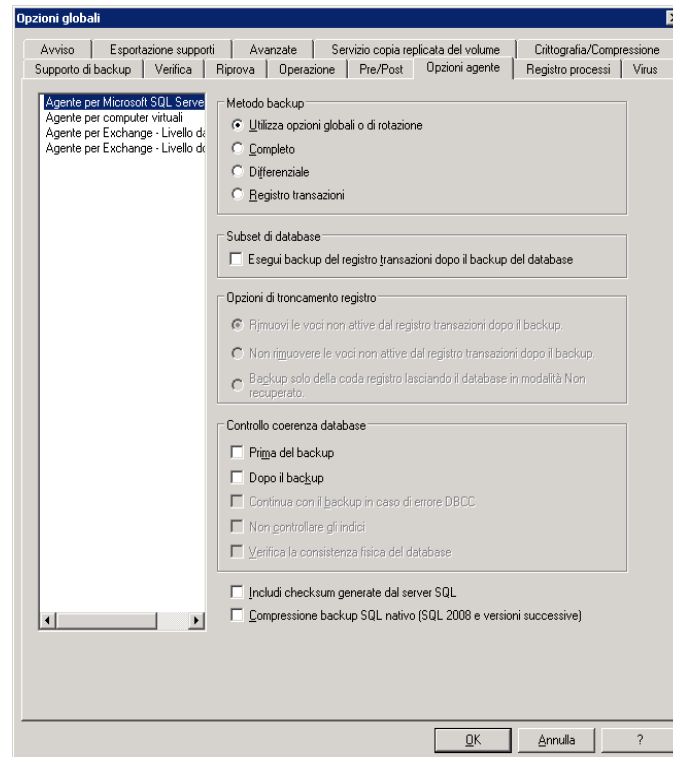 Opzioni globali
Avviso
Esportazione supporti
Avanzate
Servizio copia replicata del volume
Crittografia/Compressione
Supporto di backup
Verifica
Riprova
Operazione
Pre/Post
Opzioni agente
Registro processi
Virus
Agente per Microsoft SQL Serve
Agente per computer virtuali
Agente per Exchange - Livello da
Agente per Exchange - Livello do
Metodo backup
Utilizza opzioni globali o di rotazione
Completo
Differenziale
Registro transazioni
Subset di database
Esegui backup del registro transazioni dopo il backup del database
Opzioni di troncamento registro
Rimuovi le voci non attive dal registro transazioni dopo il backup.
Non rimuovere le voci non attive dal registro transazioni dopo il backup.
Backup solo della coda registro lasciando il database in modalità Non
recuperato.
Controllo coerenza database
Prima del backup
Dopo il backup
Continua con il backup in caso di errore DBCC
Non controllare gli indici
Verifica la consistenza fisica del database
Includi checksum generate dal server SQL
Compressione backup SQL nativo (SQL 2008 e versioni successive)
OK
Annulla
?